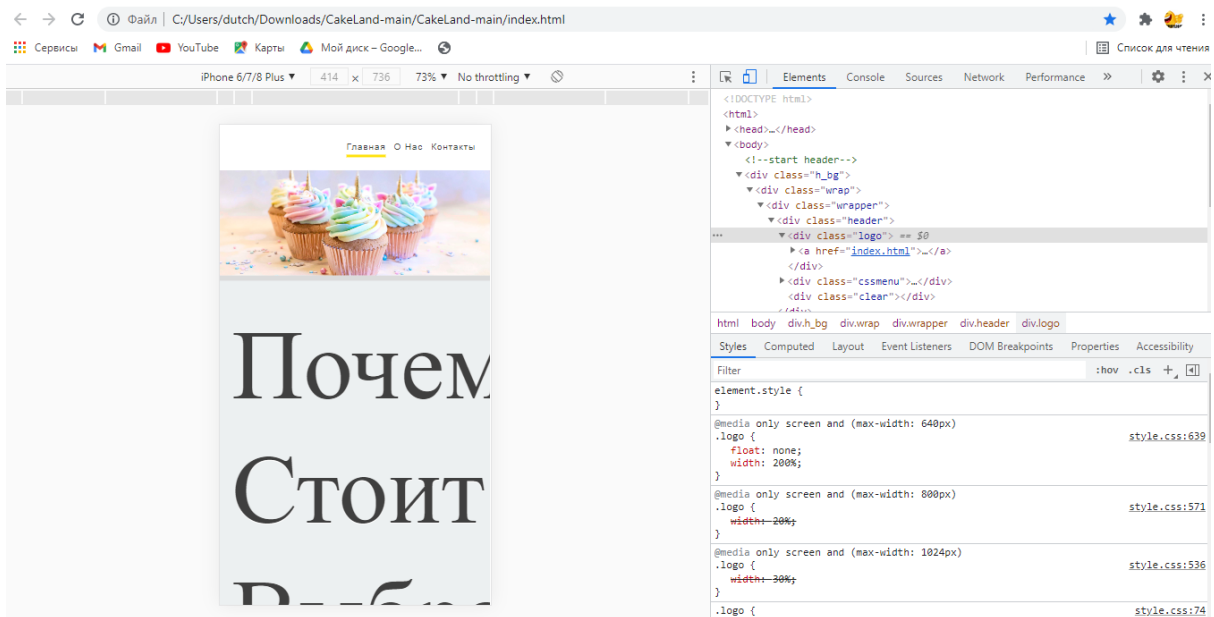 Файл C:/Users/dutch/Downloads/CakeLand-main/CakeLand-main/index.html
Сервисы Gmail YouTube Карты Мой диск – Google... Список для чтения
iPhone 6/7/8 Plus ▼ 414 x 736 73% ▼ No throttling ▼
Elements Console Sources Network Performance »
Главная О Нас Контакты
Почем
Стоит
<!DOCTYPE html>
<html>
▶<head>…</head>
▼<body>
<!--start header-->
▼<div class="h_bg">
▼<div class="wrap">
▼<div class="wrapper">
▼<div class="header">
… ▼<div class="logo"> == $0
▶<a href="index.html">…</a>
</div>
▶<div class="cssmenu">…</div>
<div class="clear"></div>
</div>
html body div.h_bg div.wrap div.wrapper div.header div.logo
Styles Computed Layout Event Listeners DOM Breakpoints Properties Accessibility
Filter :hov .cls +
element.style {
}
@media only screen and (max-width: 640px)
.logo { style.css:639
float: none;
width: 200%;
}
@media only screen and (max-width: 800px)
.logo { style.css:571
width: 20%;
}
@media only screen and (max-width: 1024px)
.logo { style.css:536
width: 30%;
}
.logo { style.css:74